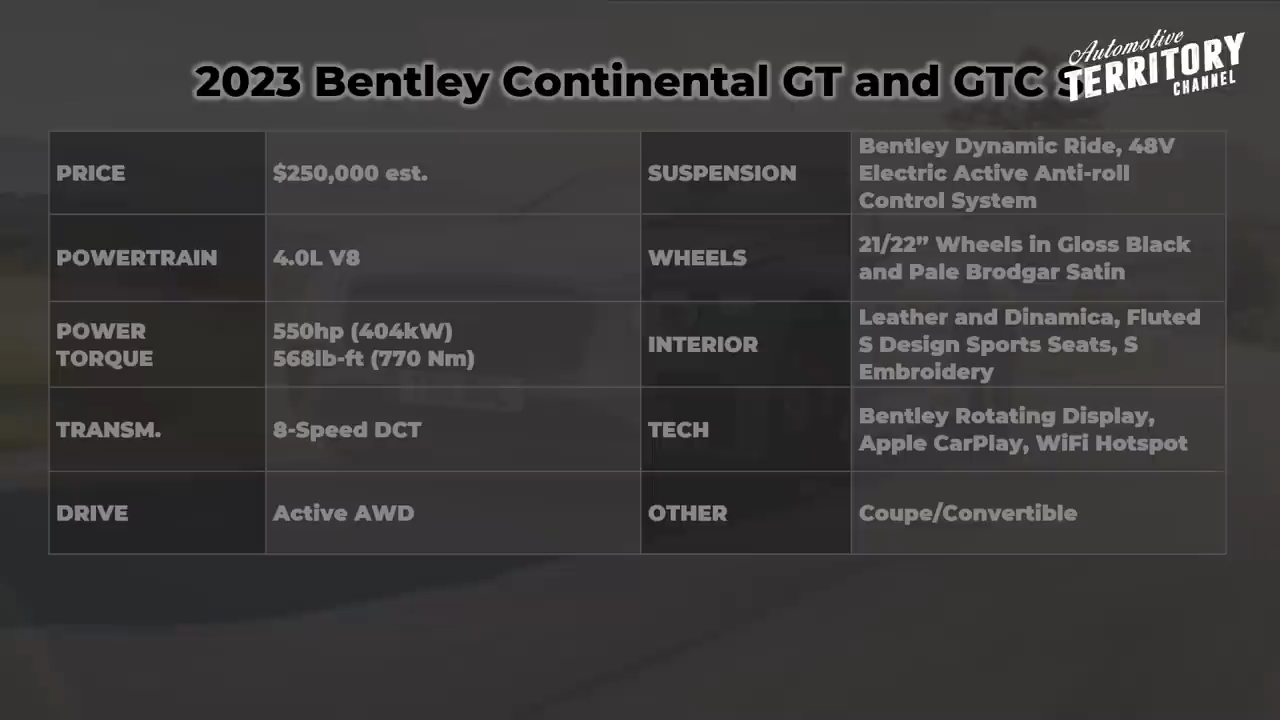 2023 Bentley Continental GT and GTC S
Automotive
TERRITORY
CHANNEL
PRICE
$250,000 est.
SUSPENSION
Bentley Dynamic Ride, 48V
Electric Active Anti-roll
Control System
POWERTRAIN
4.0L V8
WHEELS
21/22” Wheels in Gloss Black
and Pale Brodgar Satin
POWER
TORQUE
550hp (404kW)
568lb-ft (770 Nm)
INTERIOR
Leather and Dinamica, Fluted
S Design Sports Seats, S
Embroidery
TRANSM.
8-Speed DCT
TECH
Bentley Rotating Display,
Apple CarPlay, WiFi Hotspot
DRIVE
Active AWD
OTHER
Coupe/Convertible